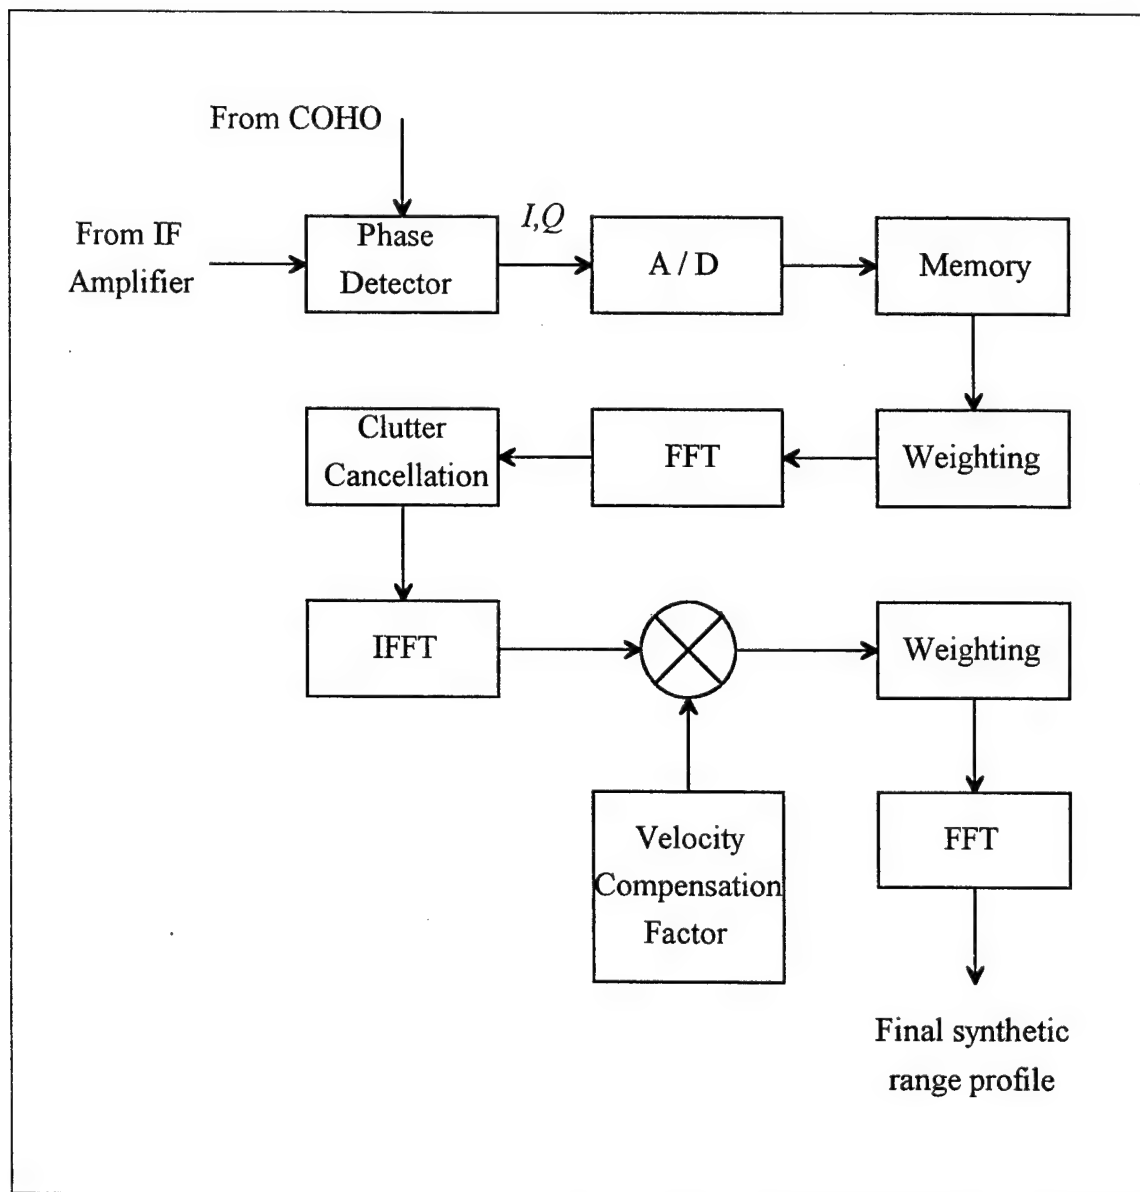 From COHO
From IF
Amplifier
Phase
Detector
I,Q
A / D
Memory
Clutter
Cancellation
FFT
Weighting
IFFT
Weighting
Velocity
Compensation
Factor
FFT
Final synthetic
range profile